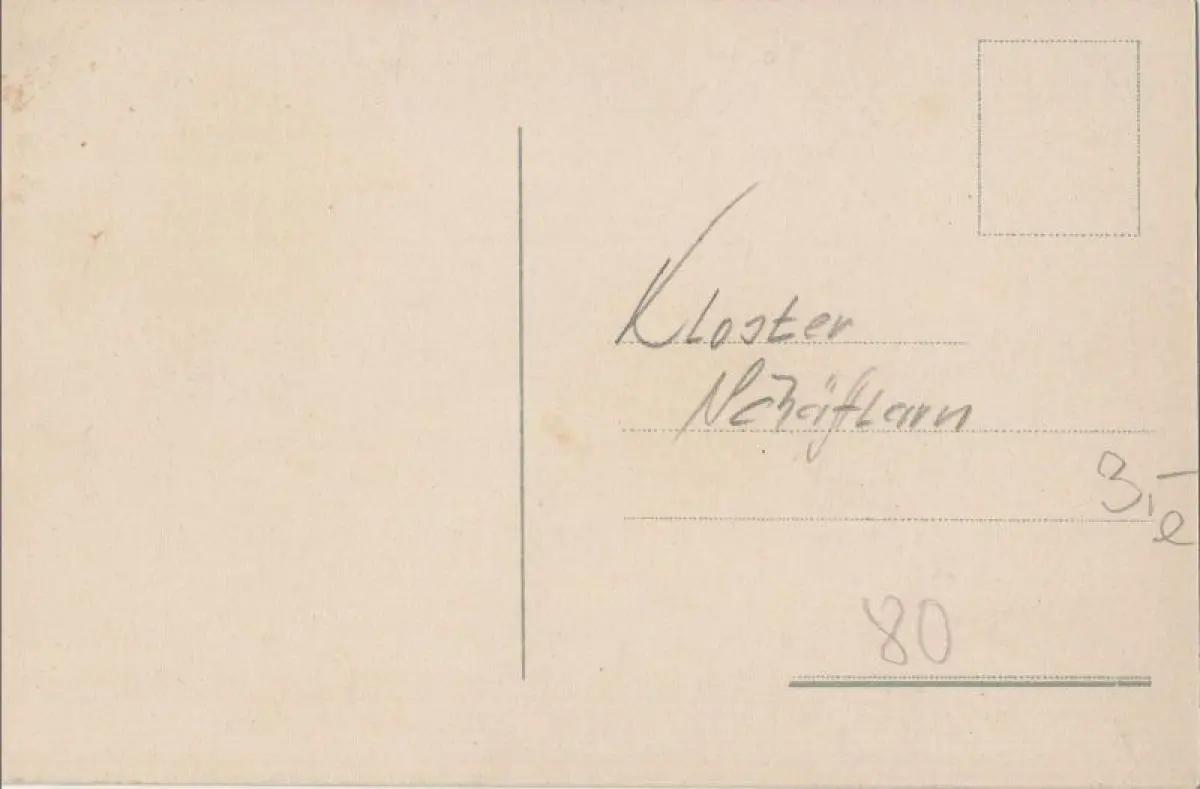 Kloster
Schäftlarn
3,-
e
80